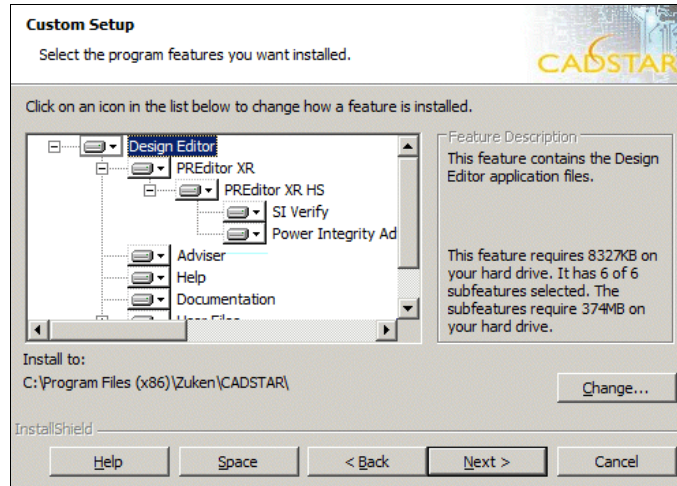 Custom Setup
Select the program features you want installed.
CADSTAR
Click on an icon in the list below to change how a feature is installed.
Design Editor
PREditor XR
PREditor XR HS
SI Verify
Power Integrity Ad
Adviser
Help
Documentation
User Files
Feature Description
This feature contains the Design
Editor application files.
This feature requires 8327KB on
your hard drive. It has 6 of 6
subfeatures selected. The
subfeatures require 374MB on
your hard drive.
Install to:
C:\Program Files (x86)\Zuken\CADSTAR\
Change...
InstallShield
Help Space < Back Next > Cancel